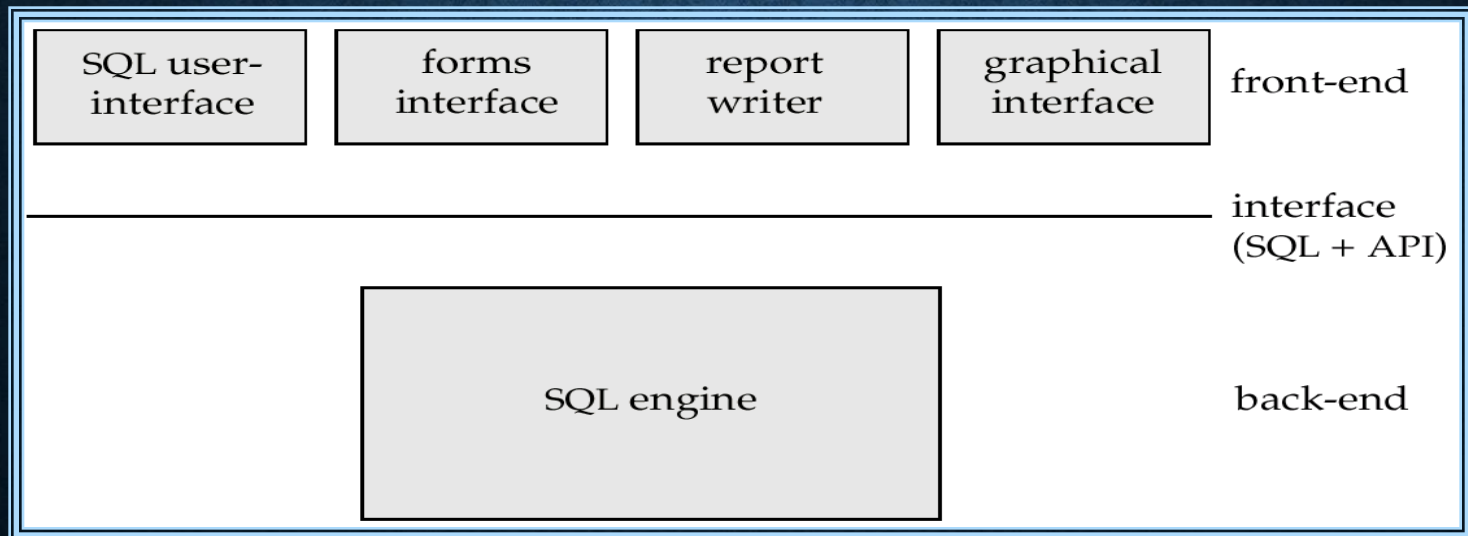 SQL user-
interface
forms
interface
report
writer
graphical
interface
front-end
interface
(SQL + API)
SQL engine
back-end